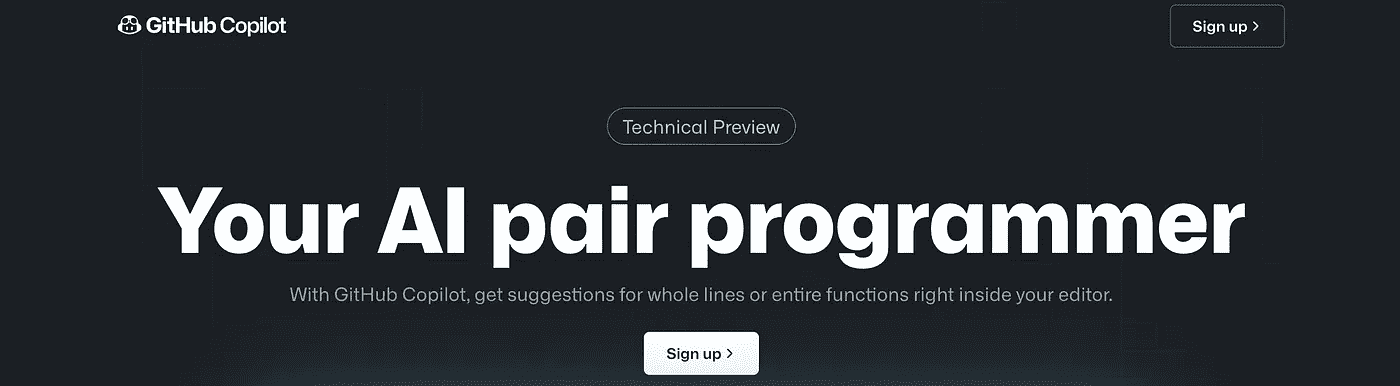 GitHub Copilot
Sign up
Technical Preview
Your AI pair programmer
With GitHub Copilot, get suggestions for whole lines or entire functions right inside your editor.
Sign up